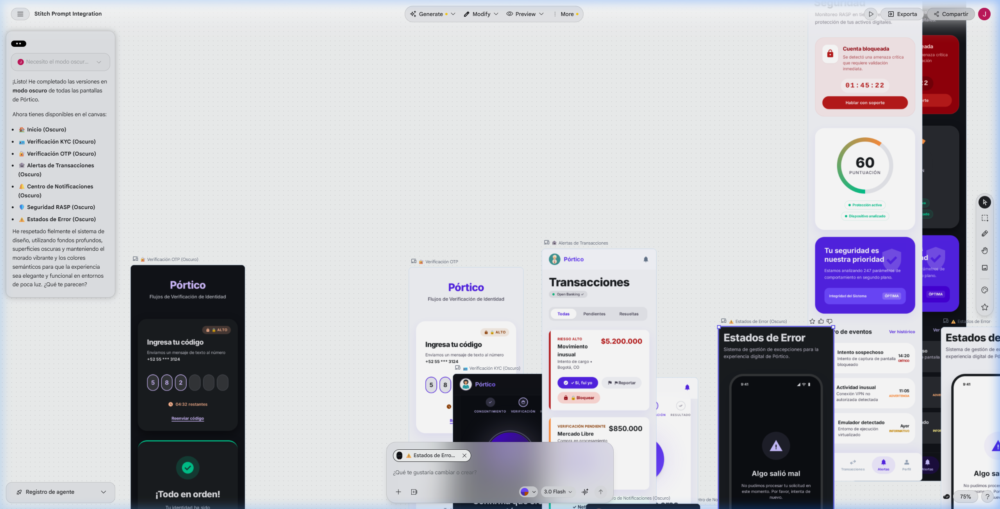 Stitch Prompt Integration
Generate
Modify
Preview
More
Exporta
Compartir
J
J Necesito el modo oscur...
¡Listo! He completado las versiones en
modo oscuro de todas las pantallas
de Pórtico.
Ahora tienes disponibles en el canvas:
Inicio (Oscuro)
Verificación KYC (Oscuro)
Verificación OTP (Oscuro)
Alertas de Transacciones
(Oscuro)
Centro de Notificaciones
(Oscuro)
Seguridad RASP (Oscuro)
Estados de Error (Oscuro)
He respetado fielmente el sistema de
diseño, utilizando fondos profundos,
superficies oscuras y manteniendo el
morado vibrante y los colores
semánticos para que la experiencia
sea elegante y funcional en entornos
de poca luz. ¿Qué te parecen?
Registro de agente
Verificación OTP (Oscuro)
Pórtico
Flujos de Verificación de Identidad
ALTO
Ingresa tu código
Enviamos un mensaje de texto al número
+52 55 *** 3124
5 8 2
04:32 restantes
Reenviar código
¡Todo en orden!
Tu identidad ha sido
Verificación OTP
Pórtico
Flujos de Verificación de Identidad
ALTO
Ingresa tu código
Enviamos un mensaje de texto al número
+52 55 *** 3124
5 8
Verificación KYC (Oscuro)
Pórtico
CONSENTIMIENTO
VERIFICACIÓN
Alertas de Transacciones
Pórtico
Transacciones
Open Banking ✓
Todas
Pendientes
Resueltas
RIESGO ALTO
Movimiento
inusual
$5.200.000
Intento de cargo •
Bogotá, CO
✓ Sí, fui yo
Reportar
Bloquear
VERIFICACIÓN PENDIENTE
Mercado Libre
$850.000
Compra en procesamiento
CIÓN
RESULTADO
Estados de Erro...
¿Qué te gustaría cambiar o crear?
3.0 Flash
ro de Notificaciones (Oscuro)
ntro de No
✓ Net
Seguridad
Monitoreo RASP en tie
protección de tus activos digitales.
Cuenta bloqueada
Se detectó una amenaza crítica
que requiere validación
inmediata.
01:45:22
Hablar con soporte
60
PUNTUACIÓN
Protección activa
Dispositivo analizado
Tu seguridad es
nuestra prioridad
Estamos analizando 247 parámetros de
comportamiento en segundo plano.
Integridad del Sistema
ÓPTIMA
ro de eventos
Ver histórico
Intento sospechoso
Intento de captura de pantalla
bloqueado
14:20
CRÍTICO
Actividad inusual
Conexión VPN no
autorizada detectada
11:05
ADVERTENCIA
Emulador detectado
Entorno de ejecución
virtualizado
Ayer
INFORMATIVO
Transacciones
Alertas
Perfil
eada
enaza crítica
ación
22
rte
N
va
zado
s
ad
rámetros de
o plano.
ÓPTIMA
Ver
so
e pantalla
ADVE
do
INFOR
Alertas
Estados de Error (Oscuro)
Estados de Error
Sistema de gestión de excepciones para la
experiencia digital de Pórtico.
9:41
Algo salió mal
No pudimos procesar tu solicitud en
este momento. Por favor, intenta de
nuevo.
Estados de Error
Estados de
Sistema de gestión de ex
experiencia digital de Pó
9:41
Algo sa
No pudimos proces
75%
?